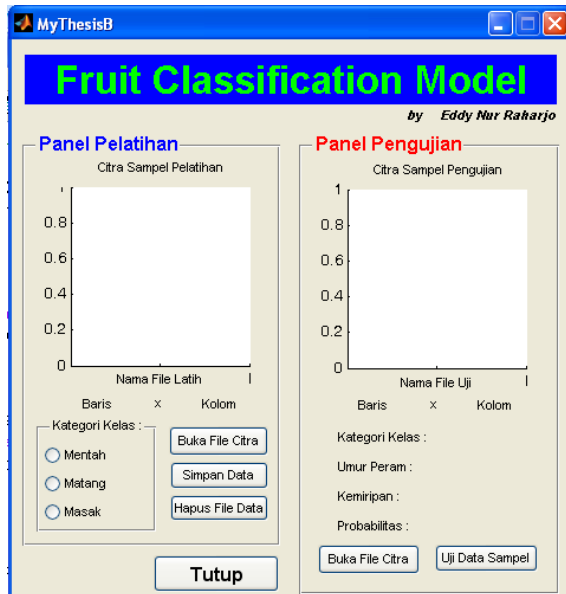 MyThesisB
Fruit Classification Model
by Eddy Nur Raharjo
Panel Pelatihan
Citra Sampel Pelatihan
1
0.8
0.6
0.4
0.2
0
Nama File Latih
Baris x Kolom
Kategori Kelas :
Mentah
Matang
Masak
Buka File Citra
Simpan Data
Hapus File Data
Tutup
Panel Pengujian
Citra Sampel Pengujian
1
0.8
0.6
0.4
0.2
0
Nama File Uji
Baris x Kolom
Kategori Kelas :
Umur Peram :
Kemiripan :
Probabilitas :
Buka File Citra
Uji Data Sampel